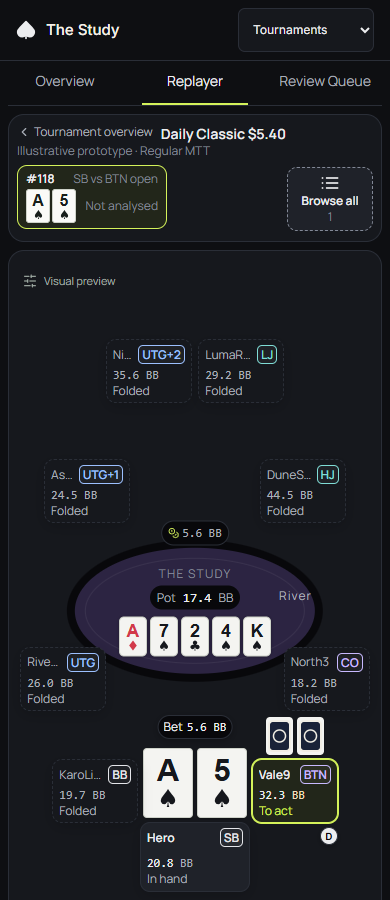 The Study
Tournaments
Overview
Replayer
Review Queue
Tournament overview
Daily Classic $5.40
Illustrative prototype · Regular MTT
#118 SB vs BTN open
A 5
Not analysed
Browse all
1
Visual preview
Ni... UTG+2
35.6 BB
Folded
LumaR... LJ
29.2 BB
Folded
As... UTG+1
24.5 BB
Folded
DuneS... HJ
44.5 BB
Folded
5.6 BB
THE STUDY
Pot 17.4 BB
River
A 7 2 4 K
Rive... UTG
26.0 BB
Folded
North3 CO
18.2 BB
Folded
Bet 5.6 BB
KaroLi... BB
19.7 BB
Folded
A 5
Vale9 BTN
32.3 BB
To act
D
Hero SB
20.8 BB
In hand